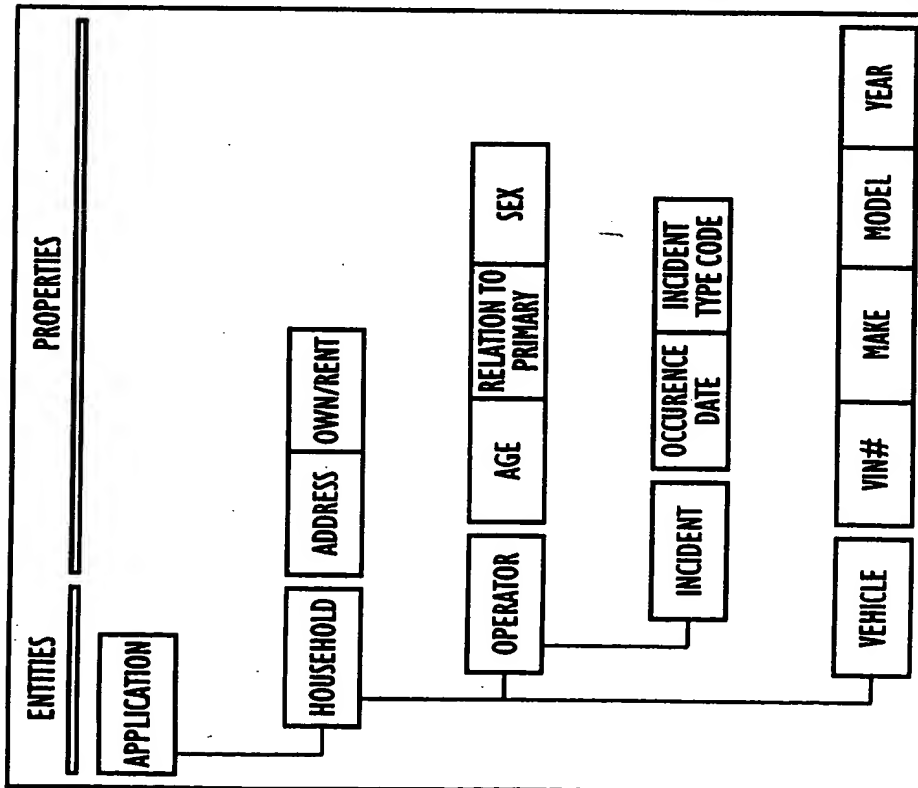 ENTITIES
PROPERTIES
APPLICATION
HOUSEHOLD
ADDRESS
OWN/RENT
OPERATOR
AGE
RELATION TO
PRIMARY
SEX
INCIDENT
OCCURENCE
DATE
INCIDENT
TYPE CODE
VEHICLE
VIN#
MAKE
MODEL
YEAR